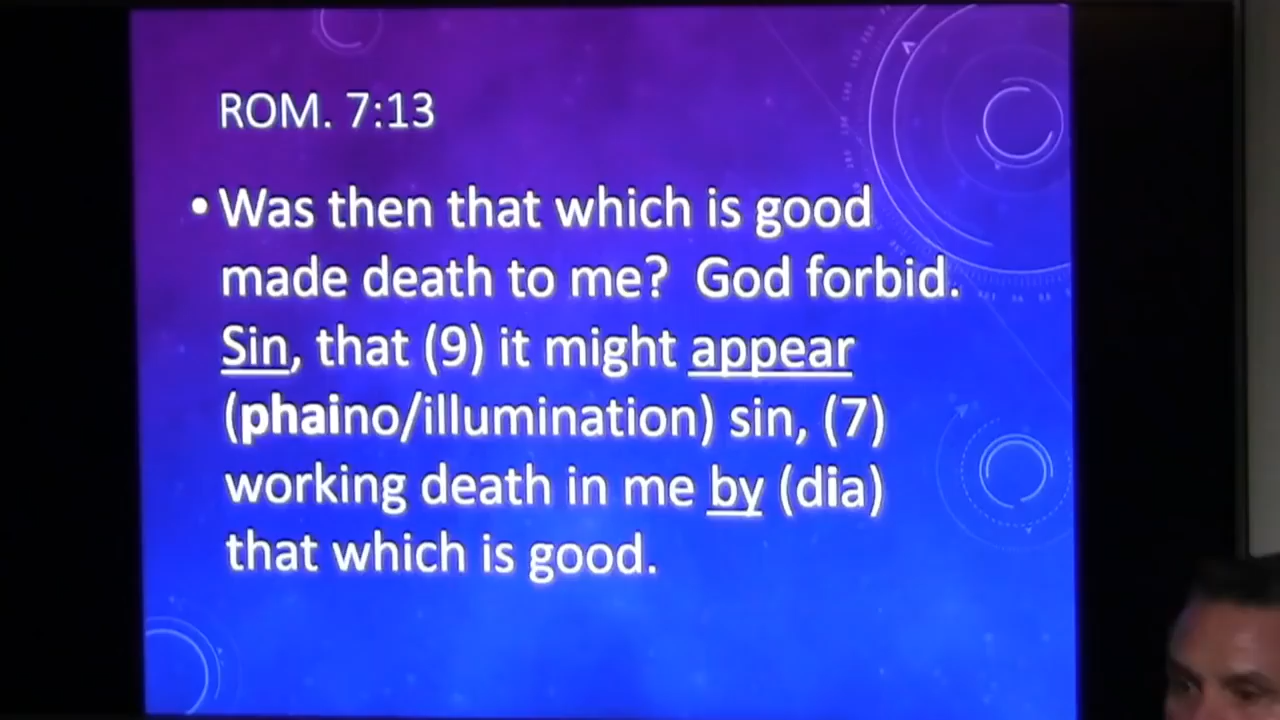 ROM. 7:13
• Was then that which is good
made death to me?  God forbid.
Sin, that (9) it might appear
(phaino/illumination) sin, (7)
working death in me by (dia)
that which is good.